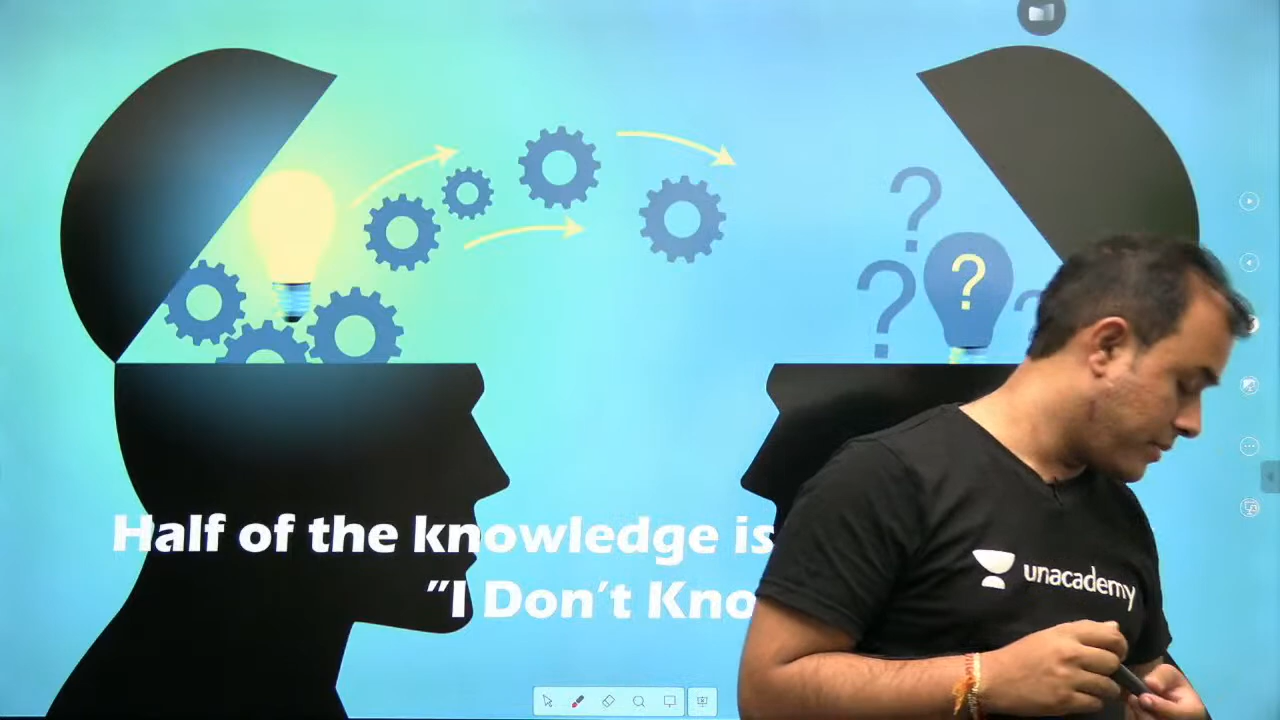 Half of the knowledge is
"I Don't Kno
unacademy
?
?
?
?